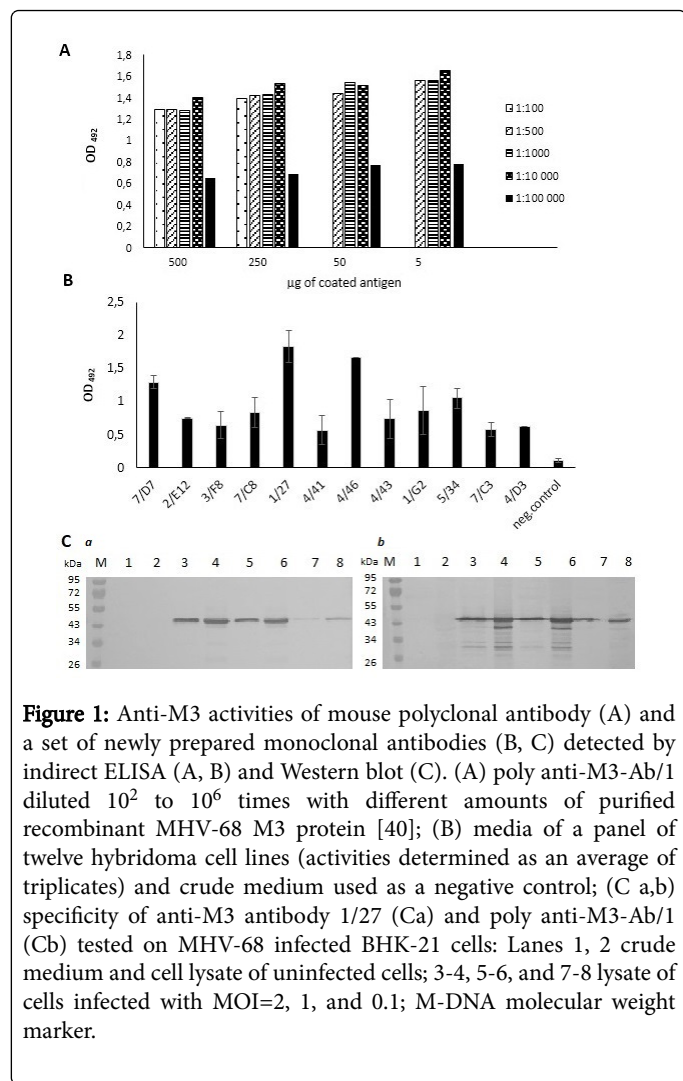 A
1,8
1,6
1,4
1,2
1
0,8
0,6
0,4
0,2
0
OD 492
500 250 50 5
µg of coated antigen
1:100
1:500
1:1000
1:10 000
1:100 000
B
2,5
2
1,5
1
0,5
0
OD 492
7/D7 2/E12 3/F8 7/C8 1/27 4/41 4/46 4/43 1/G2 5/34 7/C3 4/D3 neg.control
C a
kDa M 1 2 3 4 5 6 7 8
95
72
55
43
34
26
b
kDa M 1 2 3 4 5 6 7 8
95
72
55
43
34
26
Figure 1: Anti-M3 activities of mouse polyclonal antibody (A) and
a set of newly prepared monoclonal antibodies (B, C) detected by
indirect ELISA (A, B) and Western blot (C). (A) poly anti-M3-Ab/1
diluted 10² to 10⁶ times with different amounts of purified
recombinant MHV-68 M3 protein [40]; (B) media of a panel of
twelve hybridoma cell lines (activities determined as an average of
triplicates) and crude medium used as a negative control; (C a,b)
specificity of anti-M3 antibody 1/27 (Ca) and poly anti-M3-Ab/1
(Cb) tested on MHV-68 infected BHK-21 cells: Lanes 1, 2 crude
medium and cell lysate of uninfected cells; 3-4, 5-6, and 7-8 lysate of
cells infected with MOI=2, 1, and 0.1; M-DNA molecular weight
marker.